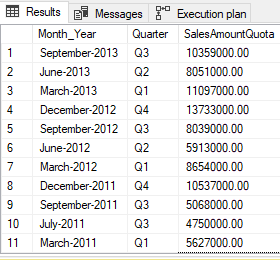 Results Messages Execution plan
Month_Year Quarter SalesAmountQuota
1 September-2013 Q3 10359000.00
2 June-2013 Q2 8051000.00
3 March-2013 Q1 11097000.00
4 December-2012 Q4 13733000.00
5 September-2012 Q3 8039000.00
6 June-2012 Q2 5913000.00
7 March-2012 Q1 8654000.00
8 December-2011 Q4 10537000.00
9 September-2011 Q3 5068000.00
10 July-2011 Q3 4750000.00
11 March-2011 Q1 5627000.00